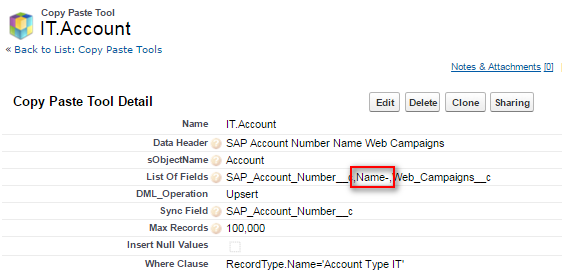 Copy Paste Tool
IT.Account
« Back to List: Copy Paste Tools
Notes & Attachments [0]
Copy Paste Tool Detail
Edit Delete Clone Sharing
Name IT.Account
Data Header SAP Account Number Name Web Campaigns
sObjectName Account
List Of Fields SAP_Account_Number__c,Name-,Web_Campaigns__c
DML_Operation Upsert
Sync Field SAP_Account_Number__c
Max Records 100,000
Insert Null Values
Where Clause RecordType.Name='Account Type IT'